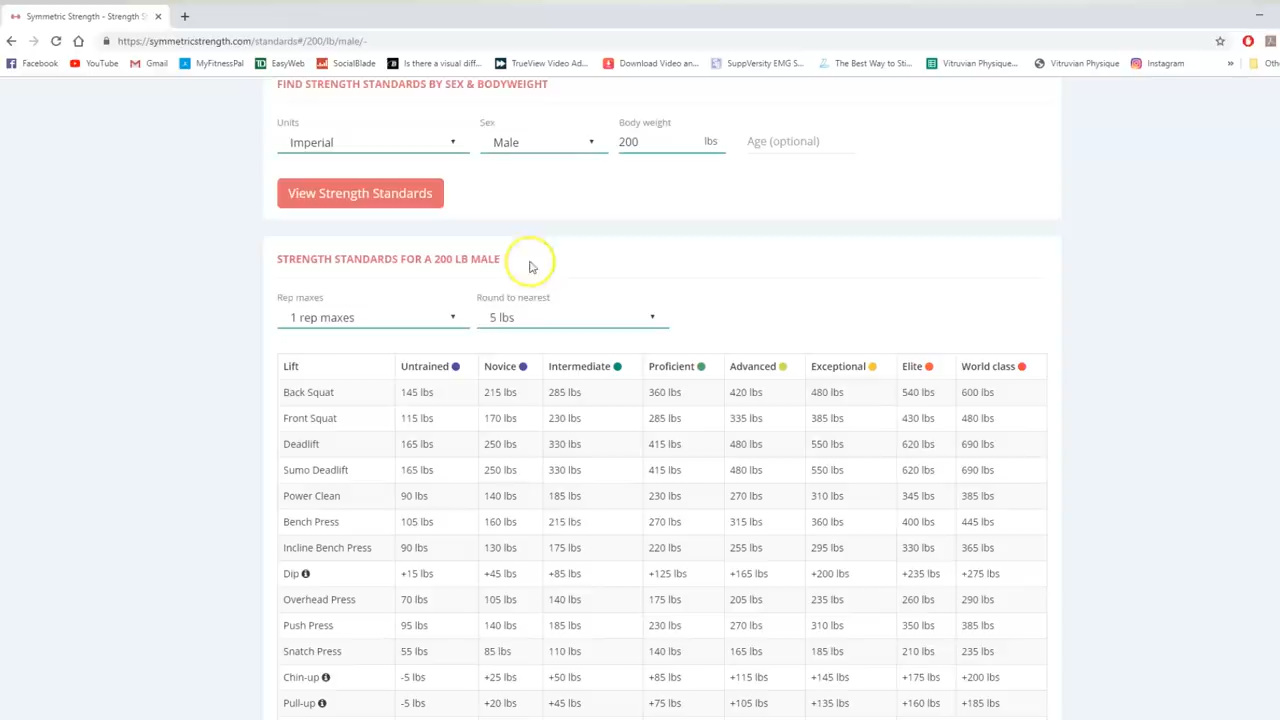 Symmetric Strength - Strength S
https://symmetricstrength.com/standards#/200/lb/male/-
Facebook YouTube Gmail MyFitnessPal EasyWeb SocialBlade Is there a visual diff... TrueView Video Ad... Download Video an... SuppVersity EMG S... The Best Way to Sti... Vitruvian Physique... Vitruvian Physique Instagram » Oth
FIND STRENGTH STANDARDS BY SEX & BODYWEIGHT
Units Sex Body weight
Imperial Male 200 lbs Age (optional)
View Strength Standards
STRENGTH STANDARDS FOR A 200 LB MALE
Rep maxes Round to nearest
1 rep maxes 5 lbs
Lift Untrained Novice Intermediate Proficient Advanced Exceptional Elite World class
Back Squat 145 lbs 215 lbs 285 lbs 360 lbs 420 lbs 480 lbs 540 lbs 600 lbs
Front Squat 115 lbs 170 lbs 230 lbs 285 lbs 335 lbs 385 lbs 430 lbs 480 lbs
Deadlift 165 lbs 250 lbs 330 lbs 415 lbs 480 lbs 550 lbs 620 lbs 690 lbs
Sumo Deadlift 165 lbs 250 lbs 330 lbs 415 lbs 480 lbs 550 lbs 620 lbs 690 lbs
Power Clean 90 lbs 140 lbs 185 lbs 230 lbs 270 lbs 310 lbs 345 lbs 385 lbs
Bench Press 105 lbs 160 lbs 215 lbs 270 lbs 315 lbs 360 lbs 400 lbs 445 lbs
Incline Bench Press 90 lbs 130 lbs 175 lbs 220 lbs 255 lbs 295 lbs 330 lbs 365 lbs
Dip +15 lbs +45 lbs +85 lbs +125 lbs +165 lbs +200 lbs +235 lbs +275 lbs
Overhead Press 70 lbs 105 lbs 140 lbs 175 lbs 205 lbs 235 lbs 260 lbs 290 lbs
Push Press 95 lbs 140 lbs 185 lbs 230 lbs 270 lbs 310 lbs 350 lbs 385 lbs
Snatch Press 55 lbs 85 lbs 110 lbs 140 lbs 165 lbs 185 lbs 210 lbs 235 lbs
Chin-up -5 lbs +25 lbs +50 lbs +85 lbs +115 lbs +145 lbs +175 lbs +200 lbs
Pull-up -5 lbs +20 lbs +45 lbs +75 lbs +105 lbs +135 lbs +160 lbs +185 lbs